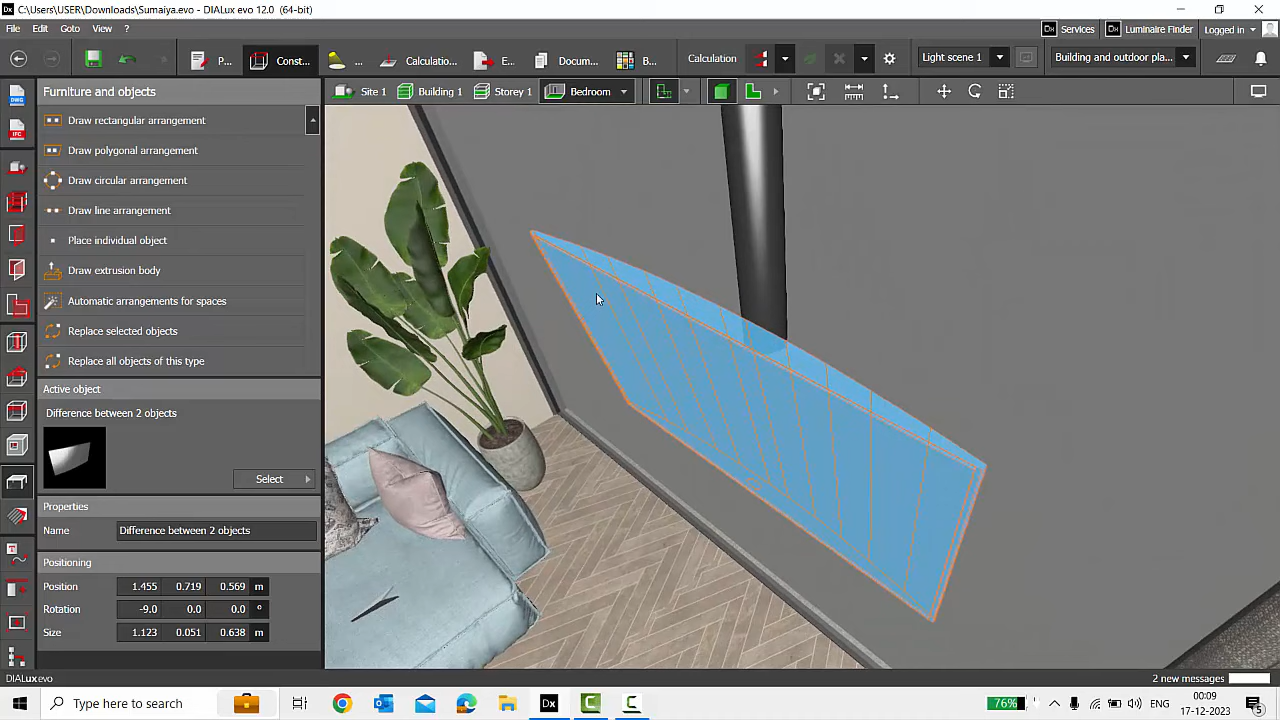 C:\Users\USER\Downloads\Sumaiya.evo - DIALux evo 12.0 (64-bit)
File Edit Goto View ?
Services Luminaire Finder Logged in
P... Const... ... Calculatio... E... Docum... B... Calculation Light scene 1 Building and outdoor pla...
Furniture and objects
Site 1 Building 1 Storey 1 Bedroom
Draw rectangular arrangement
Draw polygonal arrangement
Draw circular arrangement
Draw line arrangement
Place individual object
Draw extrusion body
Automatic arrangements for spaces
Replace selected objects
Replace all objects of this type
Active object
Difference between 2 objects
Select
Properties
Name Difference between 2 objects
Positioning
Position 1.455 0.719 0.569 m
Rotation -9.0 0.0 0.0 °
Size 1.123 0.051 0.638 m
DIALux evo
2 new messages
Type here to search
76%
ENG
00:09
17-12-2023
5
DWG
IFC